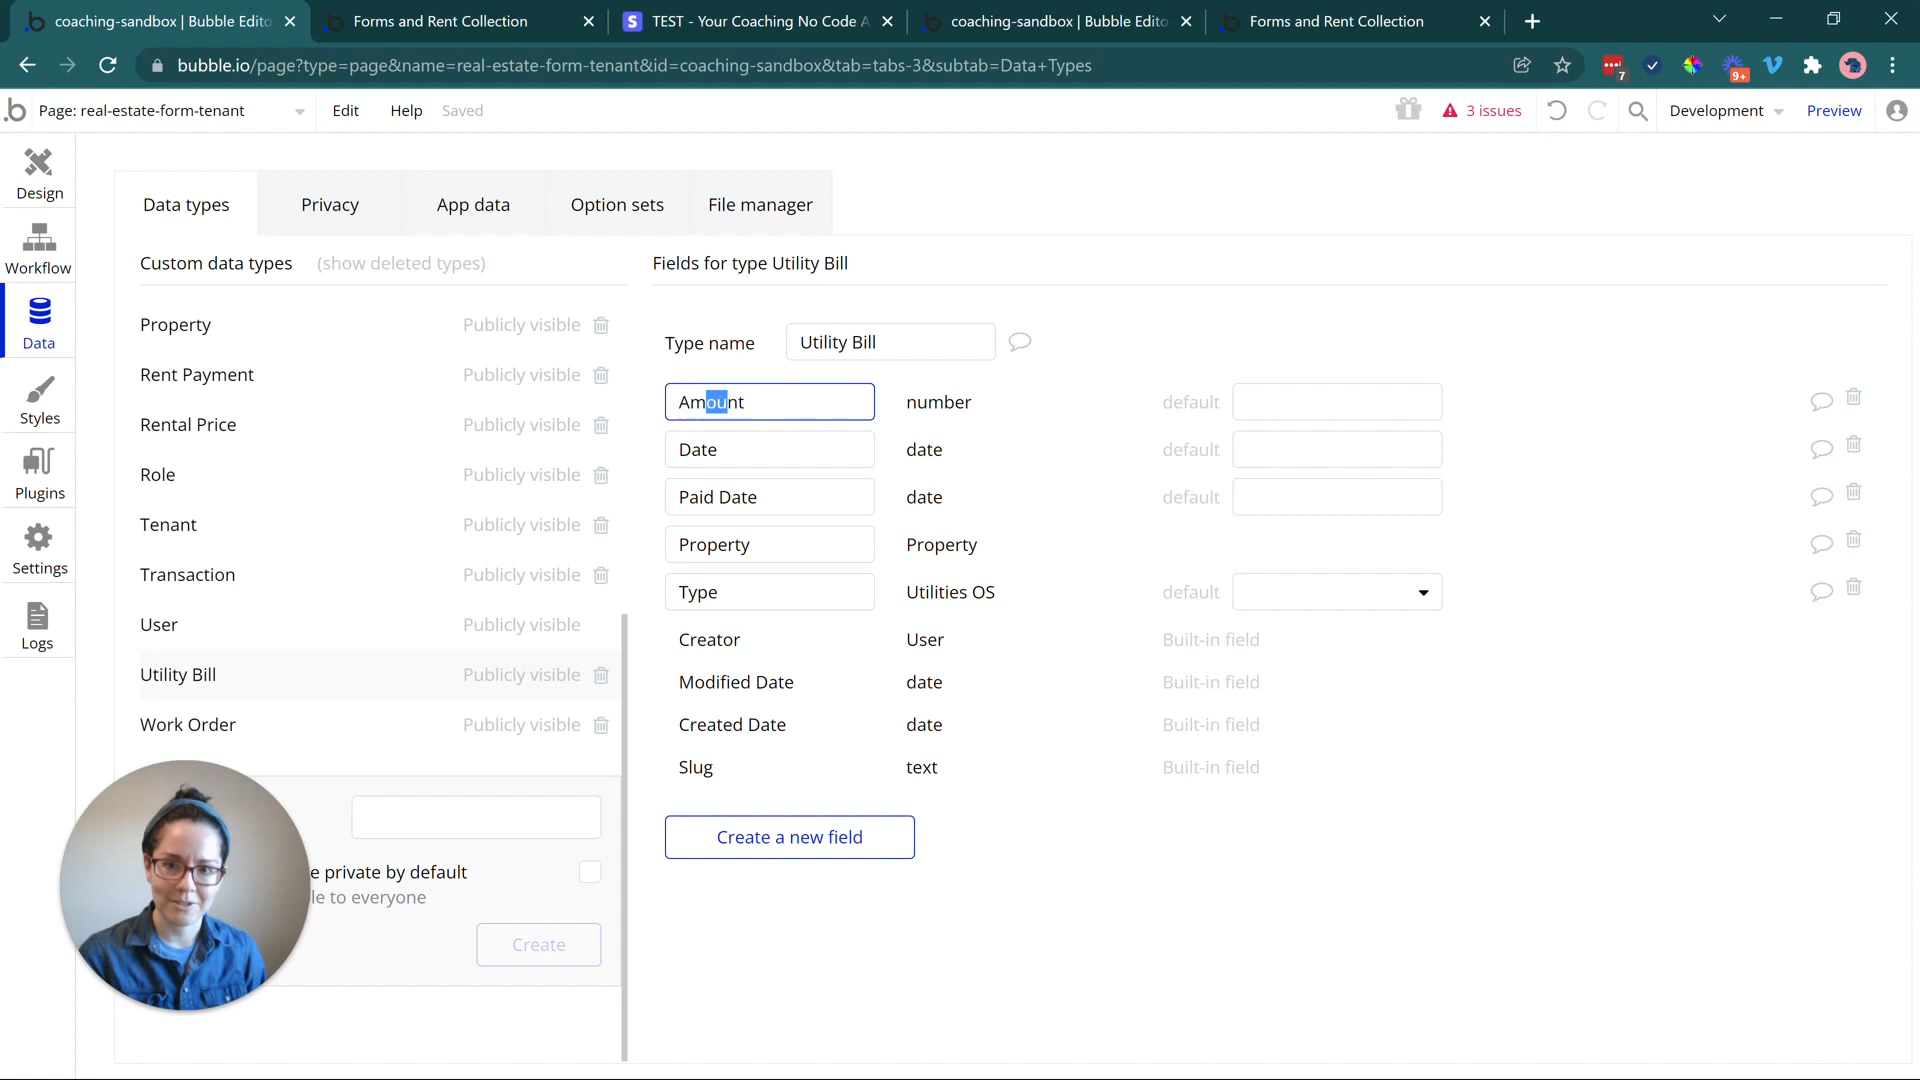 coaching-sandbox | Bubble Edito
Forms and Rent Collection
TEST - Your Coaching No Code A
coaching-sandbox | Bubble Edito
Forms and Rent Collection
bubble.io/page?type=page&name=real-estate-form-tenant&id=coaching-sandbox&tab=tabs-3&subtab=Data+Types
7
9+
Page: real-estate-form-tenant
Edit
Help
Saved
3 issues
Development
Preview
Design
Workflow
Data
Styles
Plugins
Settings
Logs
Data types
Privacy
App data
Option sets
File manager
Custom data types (show deleted types)
Property Publicly visible
Rent Payment Publicly visible
Rental Price Publicly visible
Role Publicly visible
Tenant Publicly visible
Transaction Publicly visible
User Publicly visible
Utility Bill Publicly visible
Work Order Publicly visible
e private by default
le to everyone
Create
Fields for type Utility Bill
Type name Utility Bill
Amount number default
Date date default
Paid Date date default
Property Property
Type Utilities OS default
Creator User Built-in field
Modified Date date Built-in field
Created Date date Built-in field
Slug text Built-in field
Create a new field